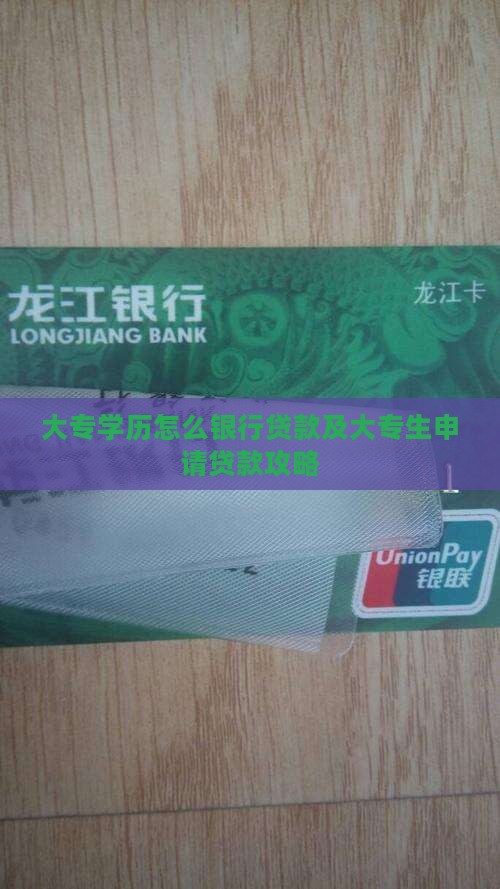 龙江银行
龙江卡
LONGJIANG BANK
大专学历怎么银行贷款及大专生申
请贷款攻略
1
UnionPay
银联